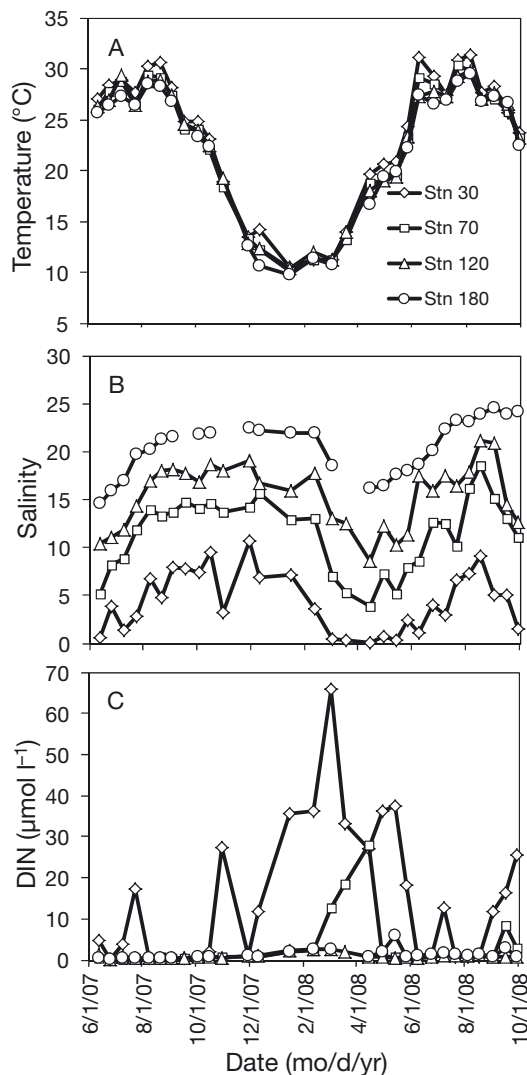 A
35
30
25
20
15
10
5
Temperature (°C)
Stn 30
Stn 70
Stn 120
Stn 180
B
30
25
20
15
10
5
0
Salinity
C
70
60
50
40
30
20
10
0
DIN (µmol l–1)
6/1/07
8/1/07
10/1/07
12/1/07
2/1/08
4/1/08
6/1/08
8/1/08
10/1/08
Date (mo/d/yr)